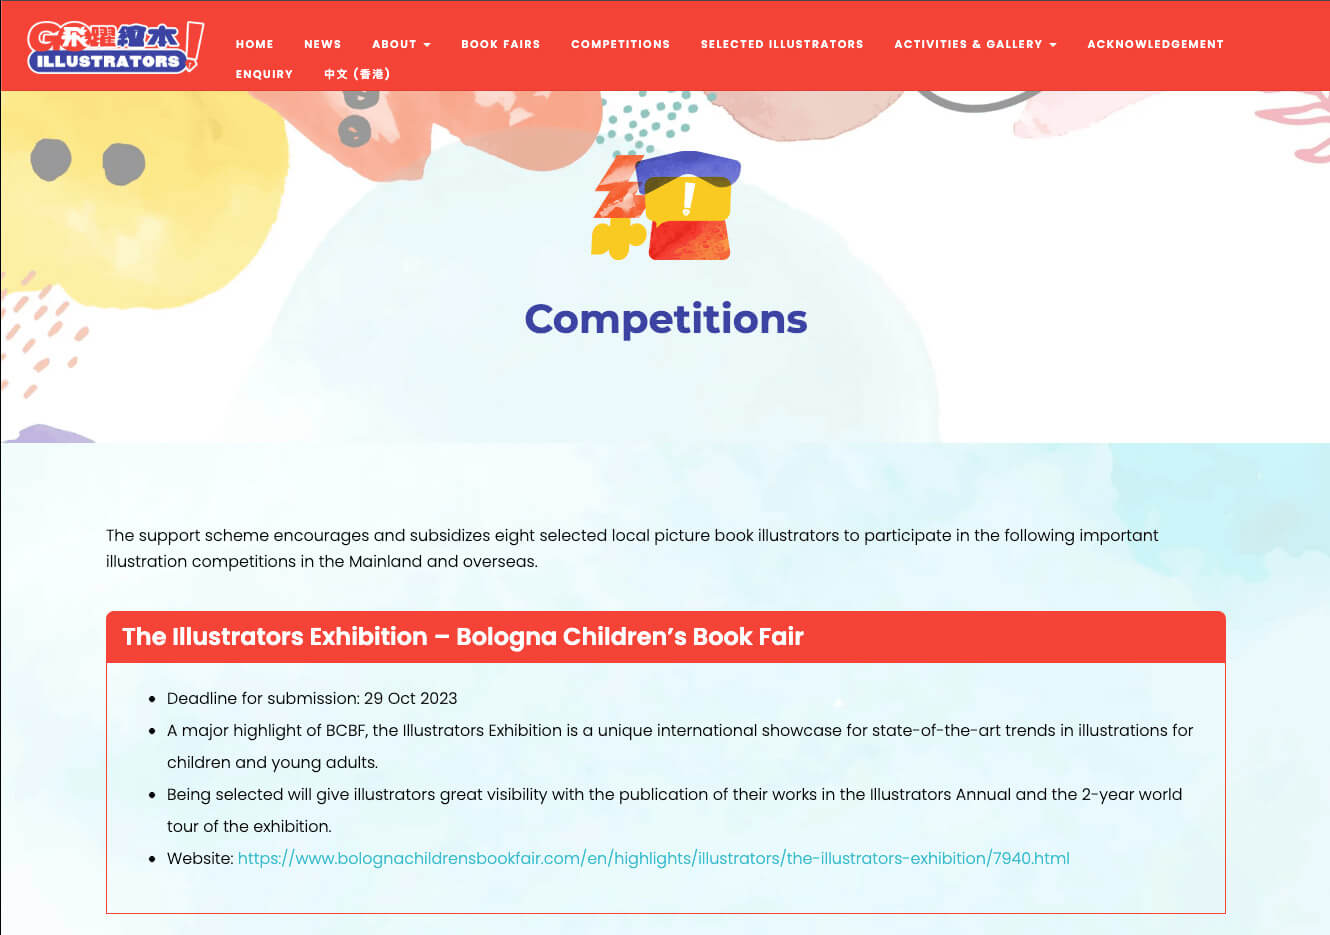 GO飛曜繪本!
ILLUSTRATORS
HOME NEWS ABOUT BOOK FAIRS COMPETITIONS SELECTED ILLUSTRATORS ACTIVITIES & GALLERY ACKNOWLEDGEMENT
ENQUIRY 中文 (香港)
!
Competitions
The support scheme encourages and subsidizes eight selected local picture book illustrators to participate in the following important
illustration competitions in the Mainland and overseas.
The Illustrators Exhibition – Bologna Children’s Book Fair
• Deadline for submission: 29 Oct 2023
• A major highlight of BCBF, the Illustrators Exhibition is a unique international showcase for state-of-the-art trends in illustrations for
children and young adults.
• Being selected will give illustrators great visibility with the publication of their works in the Illustrators Annual and the 2-year world
tour of the exhibition.
• Website: https://www.bolognachildrensbookfair.com/en/highlights/illustrators/the-illustrators-exhibition/7940.html